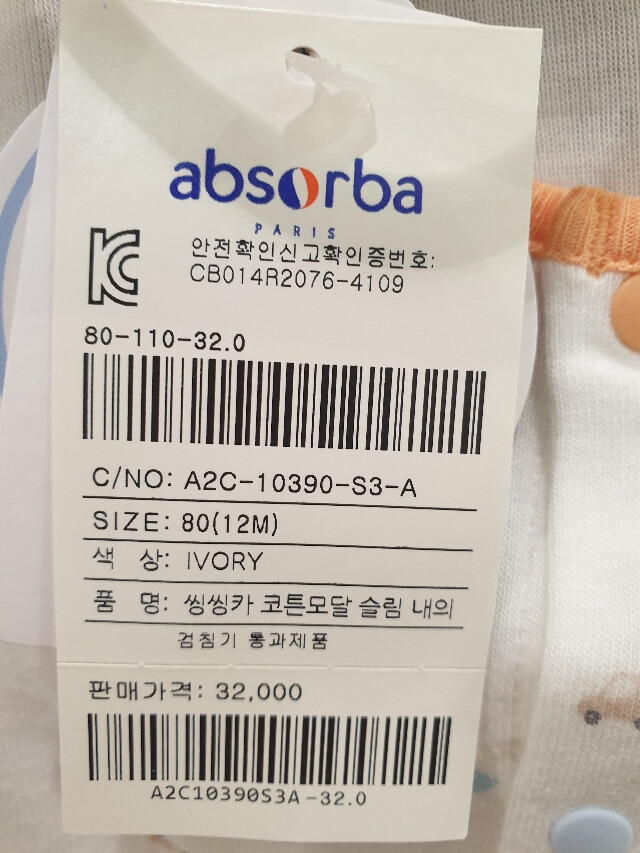 absorba
PARIS
안전확인신고확인증번호:
CB014R2076-4109
80-110-32.0
C/NO: A2C-10390-S3-A
SIZE: 80(12M)
색 상: IVORY
품 명: 씽씽카 코튼모달 슬림 내의
검침기 통과제품
판매가격: 32,000
A2C10390S3A-32.0